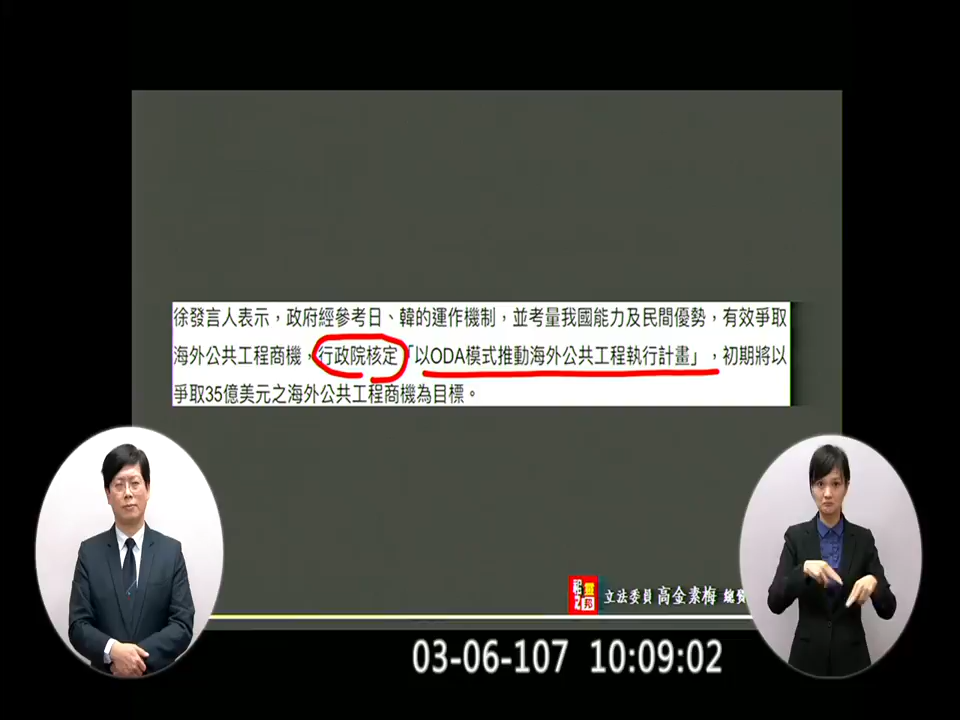 徐發言人表示，政府經參考日、韓的運作機制，並考量我國能力及民間優勢，有效爭取
海外公共工程商機，行政院核定「以ODA模式推動海外公共工程執行計畫」，初期將以
爭取35億美元之海外公共工程商機為目標。
立法委員 高金素梅 總質
03-06-107 10:09:02